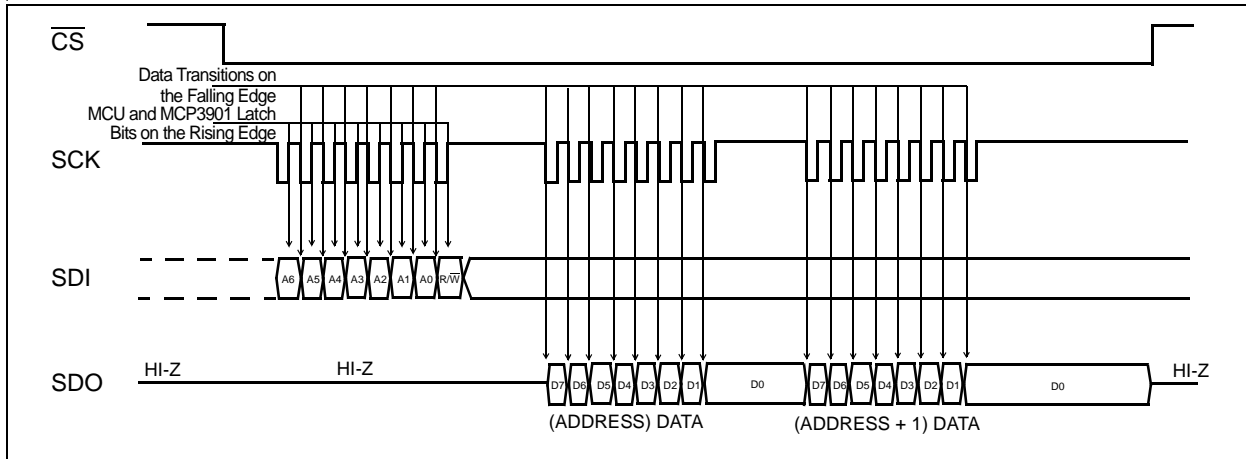 CS
Data Transitions on
the Falling Edge
MCU and MCP3901 Latch
Bits on the Rising Edge
SCK
SDI
A6 A5 A4 A3 A2 A1 A0 R/W
SDO
HI-Z HI-Z D7 D6 D5 D4 D3 D2 D1 D0 D7 D6 D5 D4 D3 D2 D1 D0 HI-Z
(ADDRESS) DATA (ADDRESS + 1) DATA